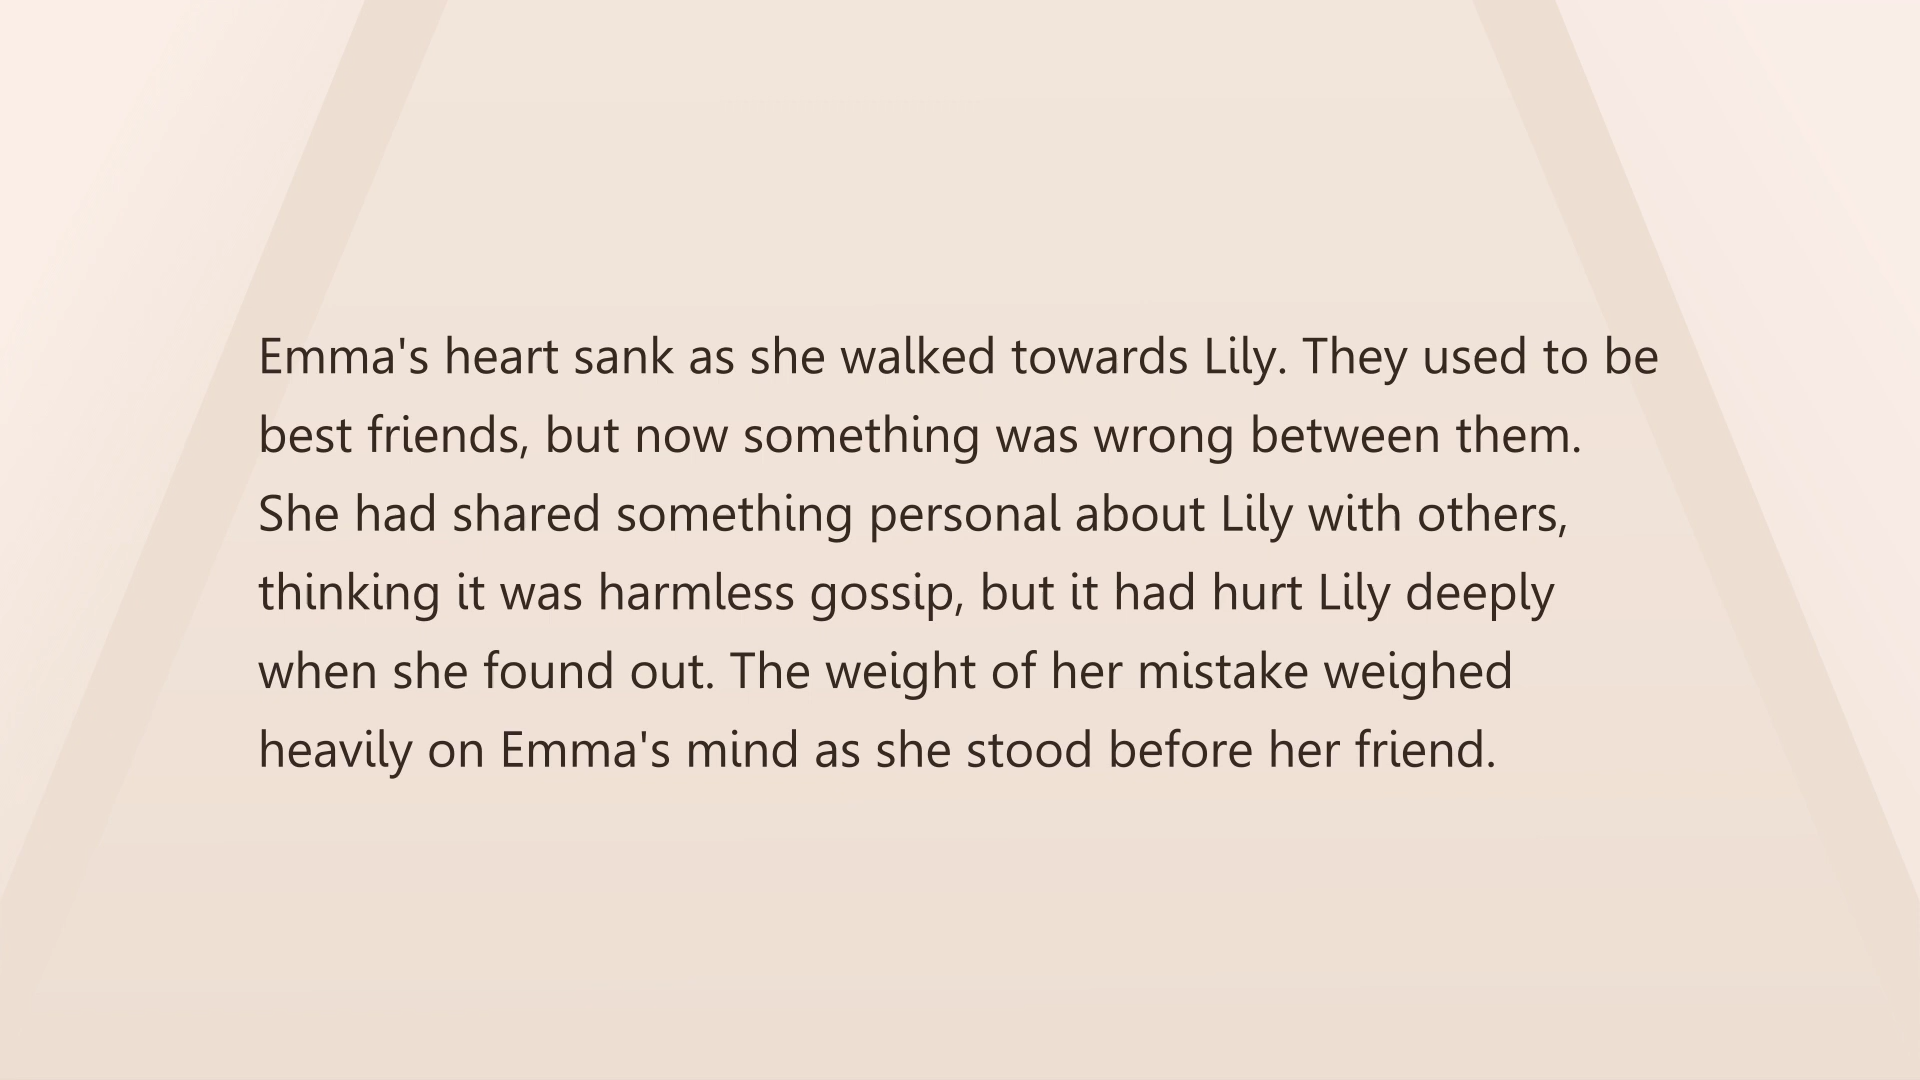 Emma's heart sank as she walked towards Lily. They used to be
best friends, but now something was wrong between them.
She had shared something personal about Lily with others,
thinking it was harmless gossip, but it had hurt Lily deeply
when she found out. The weight of her mistake weighed
heavily on Emma's mind as she stood before her friend.